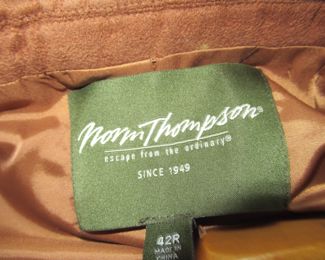 Norm Thompson®
escape from the ordinary®
SINCE 1949
42R
MADE IN
CHINA